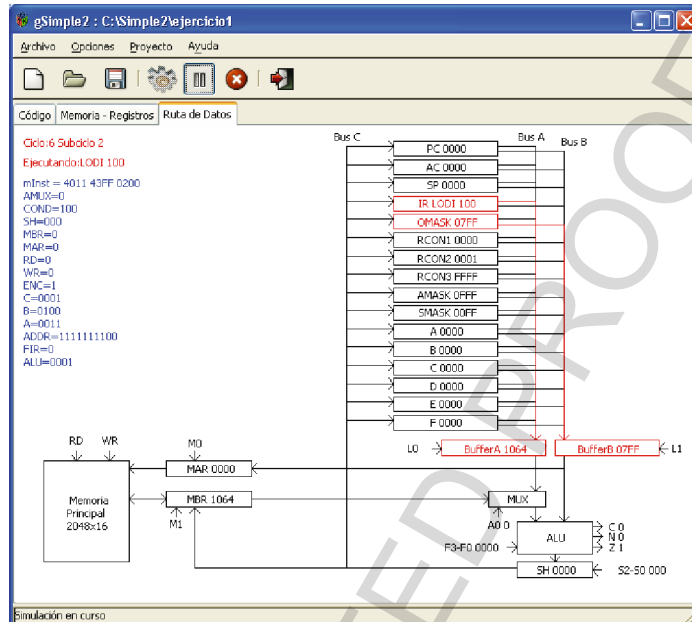 gSimple2 : C:\Simple2\ejercicio1
Archivo Opciones Proyecto Ayuda
Código Memoria - Registros Ruta de Datos
Ciclo:6 Subciclo 2
Ejecutando:LODI 100
mInst = 4011 43FF 0200
AMUX=0
COND=100
SH=000
MBR=0
MAR=0
RD=0
WR=0
ENC=1
C=0001
B=0100
A=0011
ADDR=1111111100
FIR=0
ALU=0001
Bus C Bus A Bus B
PC 0000
AC 0000
SP 0000
IR LODI 100
OMASK 07FF
RCON1 0000
RCON2 0001
RCON3 FFFF
AMASK 0FFF
SMASK 00FF
A 0000
B 0000
C 0000
D 0000
E 0000
F 0000
L0 BufferA 1064 BufferB 07FF L1
RD WR M0
MAR 0000
Memoria Principal 2048x16
MBR 1064
M1
MUX
A0 0
ALU
C 0
N 0
Z 1
F3-F0 0000
SH 0000 S2-S0 000
Simulación en curso
TED PROOF